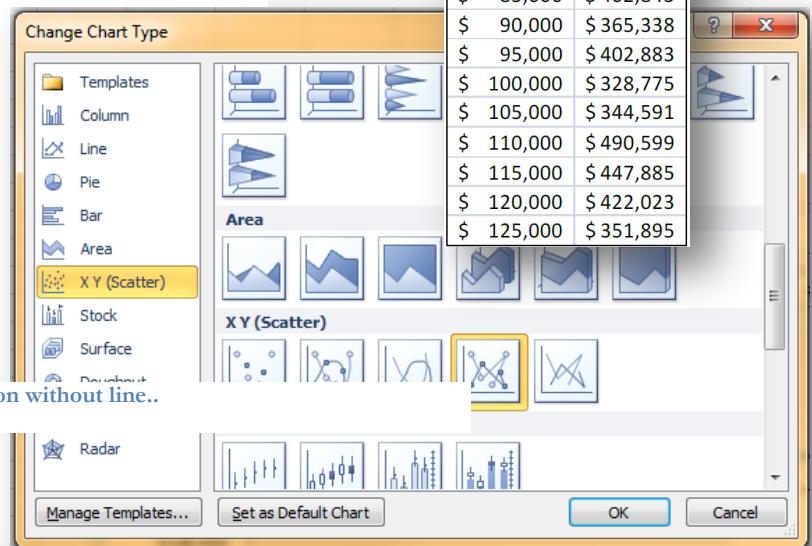 Change Chart Type
Templates
Column
Line
Pie
Bar
Area
X Y (Scatter)
Stock
Surface
Radar
Area
X Y (Scatter)
$ 90,000 $ 365,338
$ 95,000 $ 402,883
$ 100,000 $ 328,775
$ 105,000 $ 344,591
$ 110,000 $ 490,599
$ 115,000 $ 447,885
$ 120,000 $ 422,023
$ 125,000 $ 351,895
on without line..
Manage Templates...
Set as Default Chart
OK
Cancel